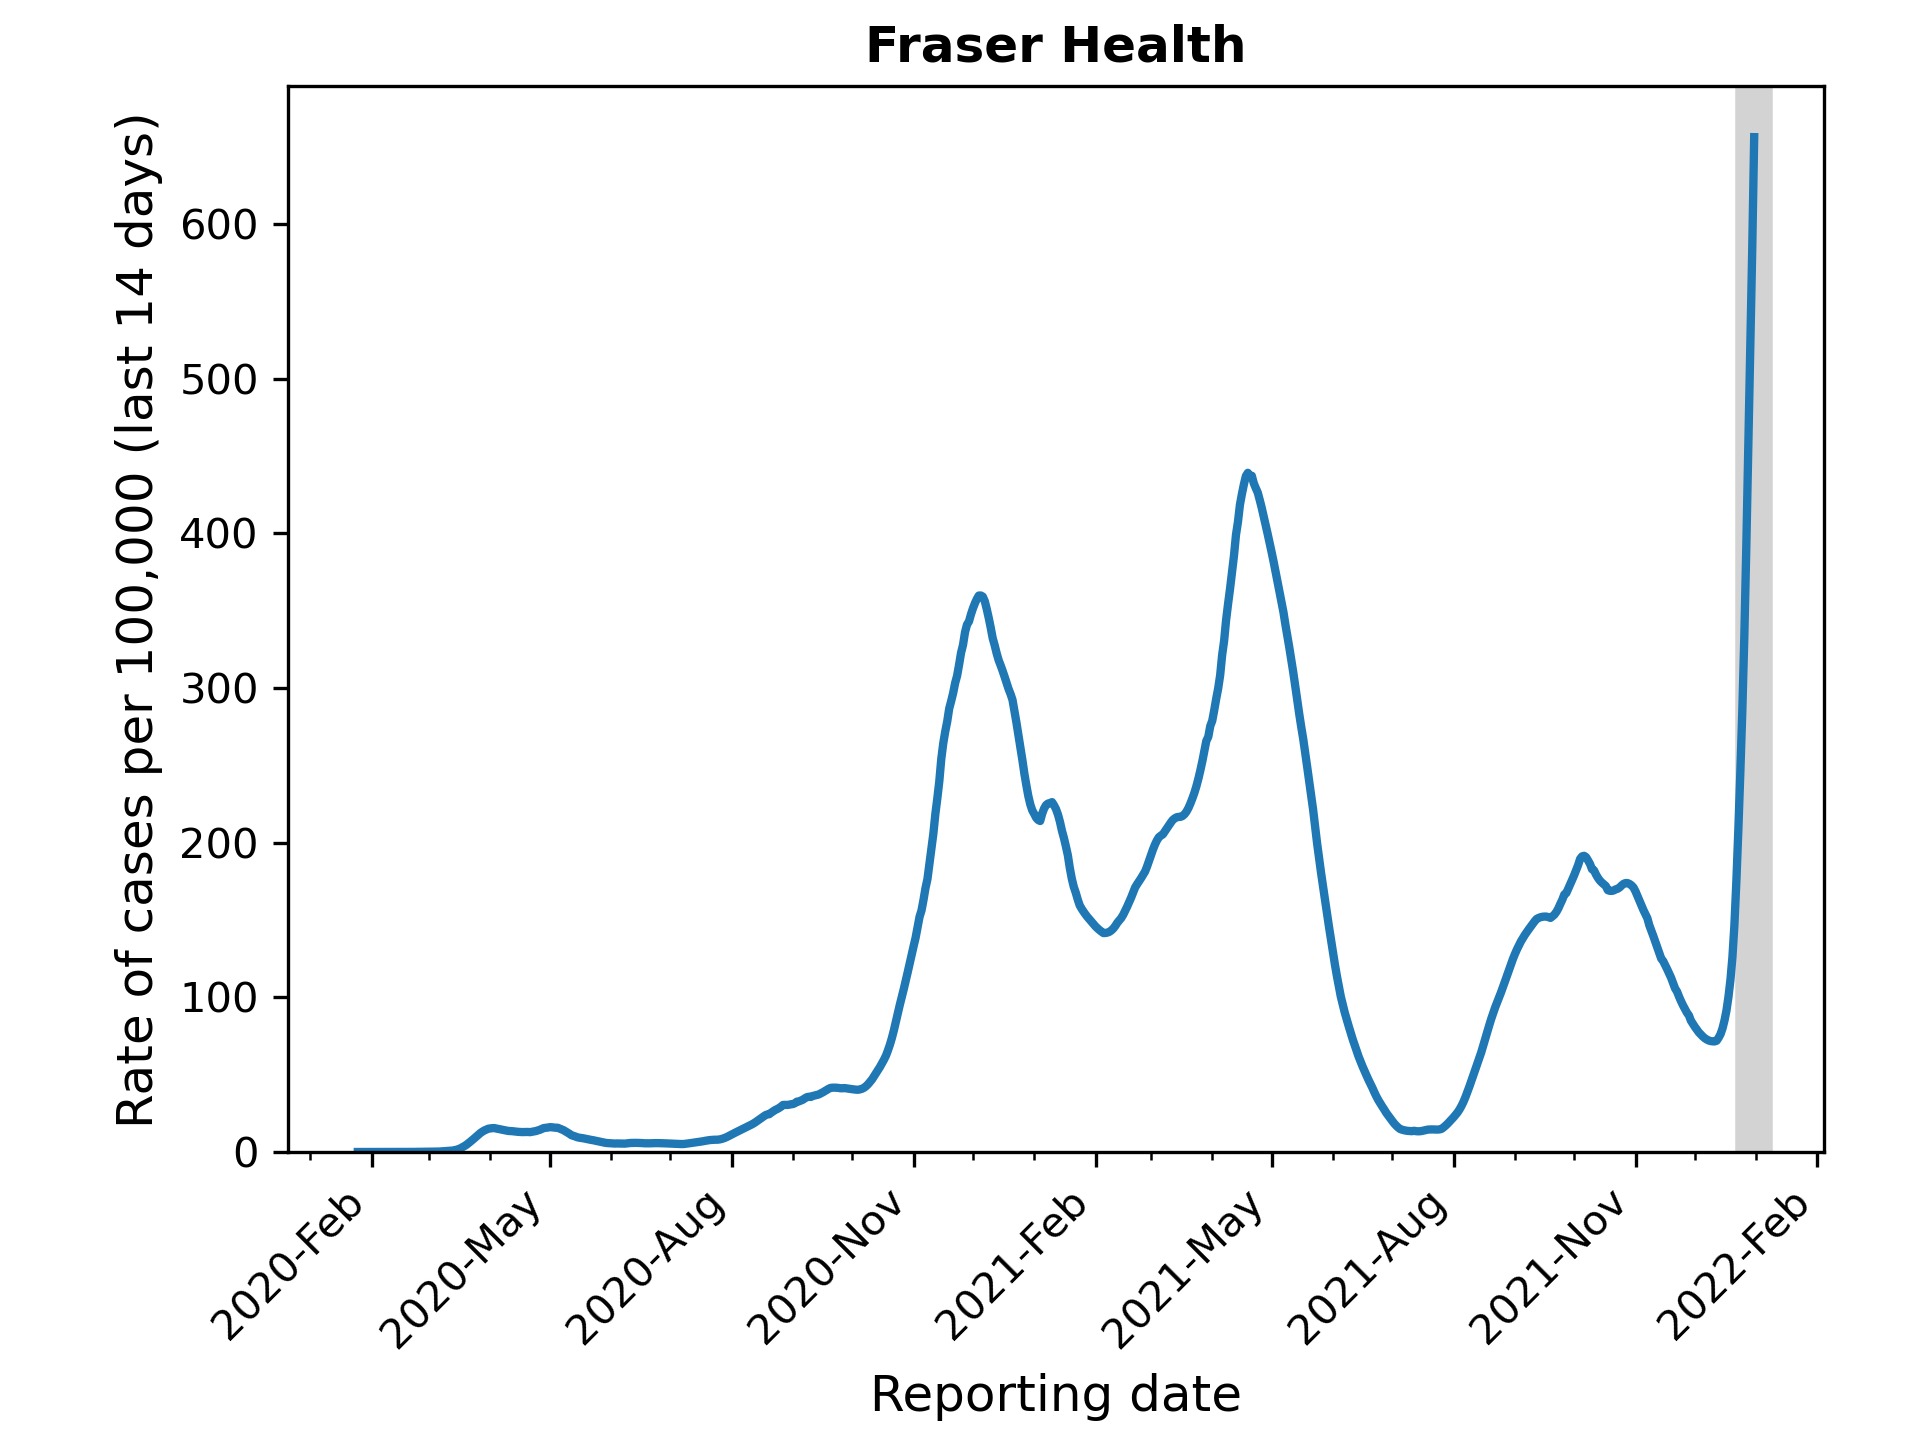 Fraser Health
Rate of cases per 100,000 (last 14 days)
600
500
400
300
200
100
0
2020-Feb
2020-May
2020-Aug
2020-Nov
2021-Feb
2021-May
2021-Aug
2021-Nov
2022-Feb
Reporting date